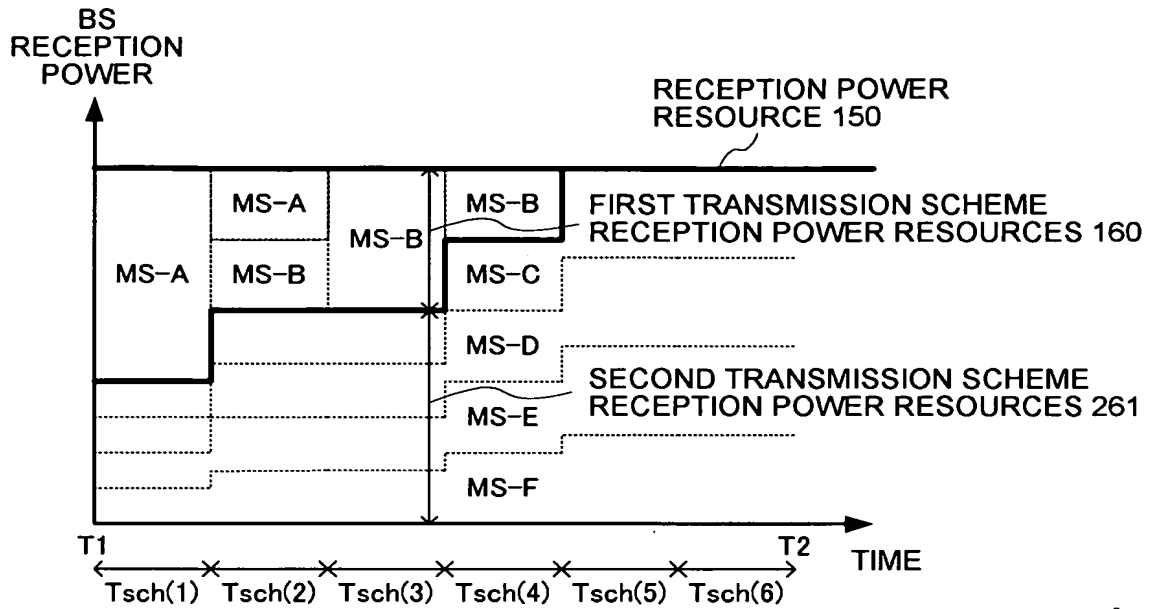 BS
RECEPTION
POWER
RECEPTION POWER
RESOURCE 150
MS-A
MS-A
MS-B
MS-B
MS-B
FIRST TRANSMISSION SCHEME
RECEPTION POWER RESOURCES 160
MS-C
MS-D
SECOND TRANSMISSION SCHEME
RECEPTION POWER RESOURCES 261
MS-E
MS-F
T1
T2
TIME
Tsch(1) Tsch(2) Tsch(3) Tsch(4) Tsch(5) Tsch(6)